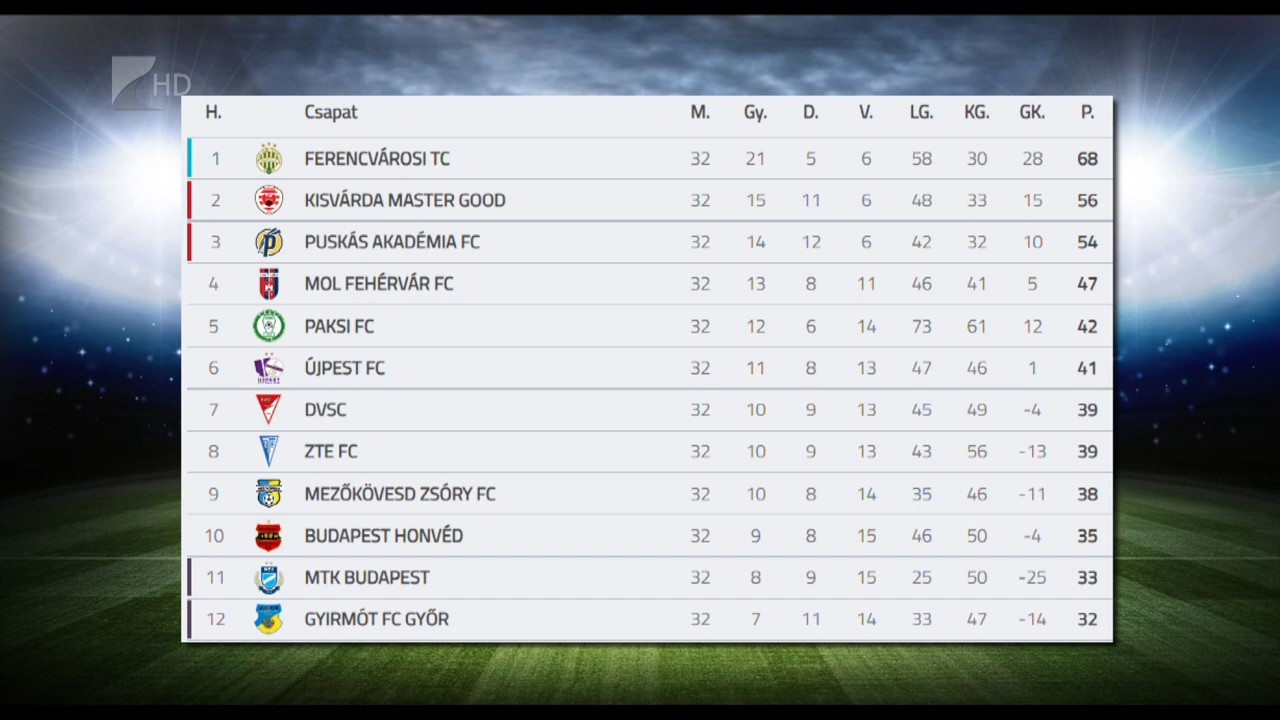 HD
H. Csapat M. Gy. D. V. LG. KG. GK. P.
1 FERENCVÁROSI TC 32 21 5 6 58 30 28 68
2 KISVÁRDA MASTER GOOD 32 15 11 6 48 33 15 56
3 PUSKÁS AKADÉMIA FC 32 14 12 6 42 32 10 54
4 MOL FEHÉRVÁR FC 32 13 8 11 46 41 5 47
5 PAKSI FC 32 12 6 14 73 61 12 42
6 ÚJPEST FC 32 11 8 13 47 46 1 41
7 DVSC 32 10 9 13 45 49 -4 39
8 ZTE FC 32 10 9 13 43 56 -13 39
9 MEZŐKÖVESD ZSÓRY FC 32 10 8 14 35 46 -11 38
10 BUDAPEST HONVÉD 32 9 8 15 46 50 -4 35
11 MTK BUDAPEST 32 8 9 15 25 50 -25 33
12 GYIRMÓT FC GYŐR 32 7 11 14 33 47 -14 32